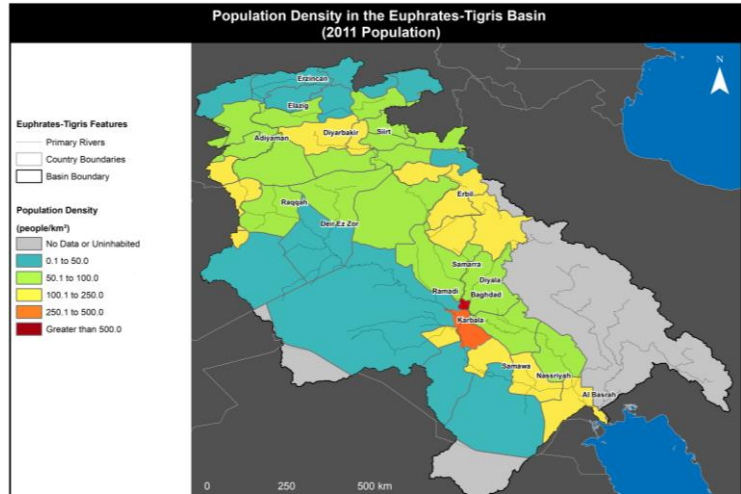 Population Density in the Euphrates-Tigris Basin
(2011 Population)
N
Erzincan
Elazig
Diyarbakir
Siirt
Adiyaman
Erbil
Raqqah
Deir Ez Zor
Samarra
Diyala
Ramadi
Baghdad
Karbala
Samawa
Nassriyah
Al Basrah
Euphrates-Tigris Features
Primary Rivers
Country Boundaries
Basin Boundary
Population Density
(people/km²)
No Data or Uninhabited
0.1 to 50.0
50.1 to 100.0
100.1 to 250.0
250.1 to 500.0
Greater than 500.0
0 250 500 km